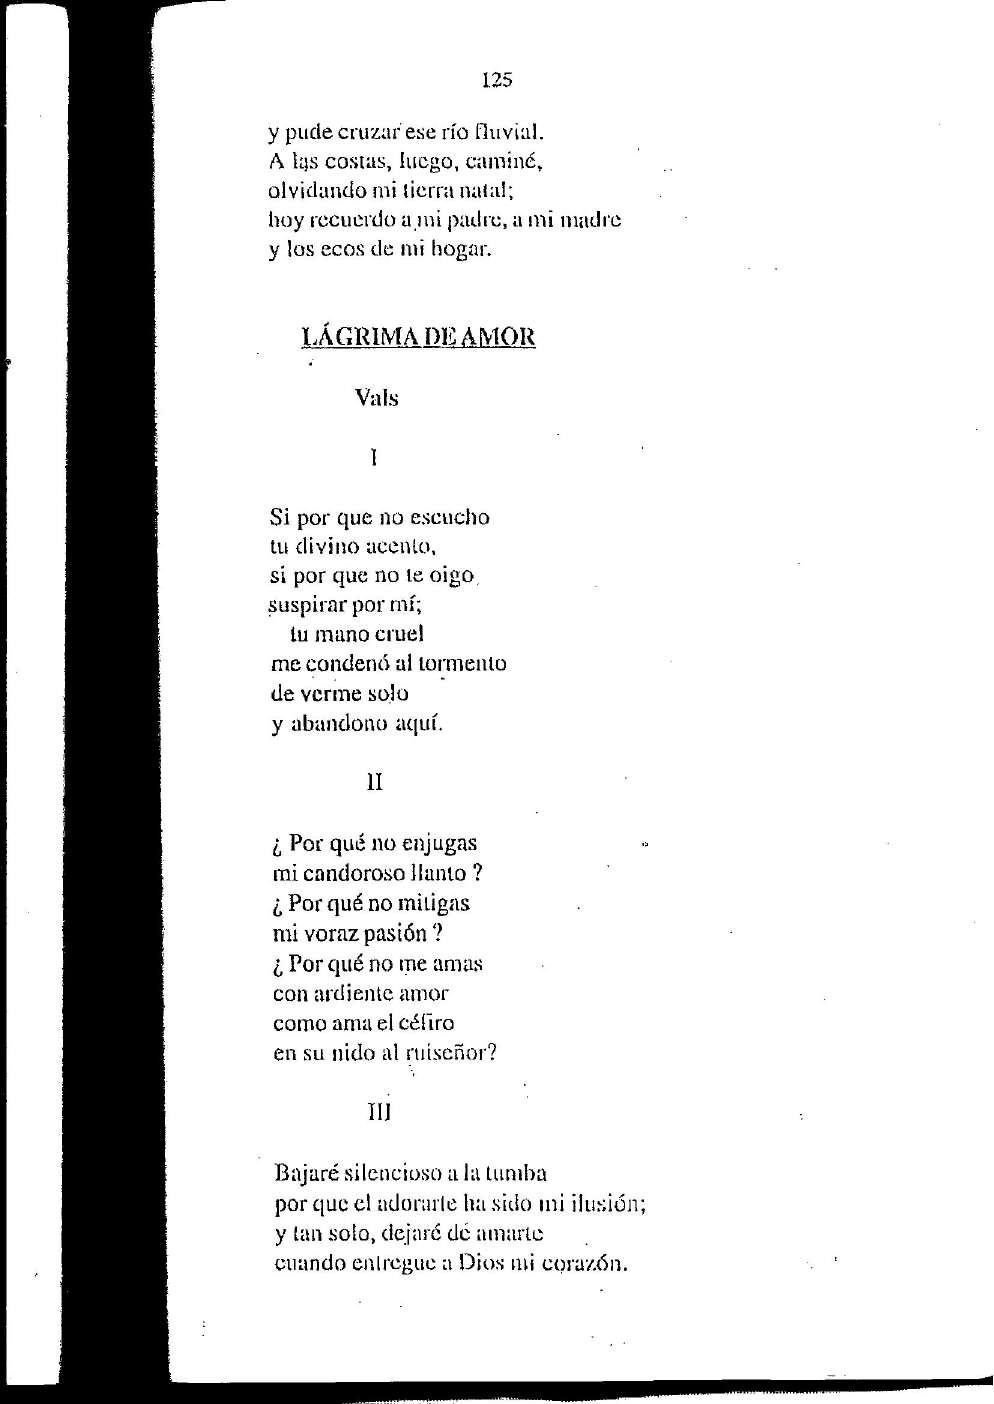 125
y pude cruzar ese río fluvial.
A las costas, luego, caminé,
olvidando mi tierra natal;
hoy recuerdo a mi padre, a mi madre
y los ecos de mi hogar.
LÁGRIMA DE AMOR
Vals
I
Si por que no escucho
tu divino acento,
si por que no te oigo
suspirar por mí;
tu mano cruel
me condenó al tormento
de verme solo
y abandono aquí.
II
¿ Por qué no enjugas
mi candoroso llanto ?
¿ Por qué no mitigas
mi voraz pasión ?
¿ Por qué no me amas
con ardiente amor
como ama el céfiro
en su nido al ruiseñor?
III
Bajaré silencioso a la tumba
por que el adorarte ha sido mi ilusión;
y tan solo, dejaré de amarte
cuando entregue a Dios mi corazón.